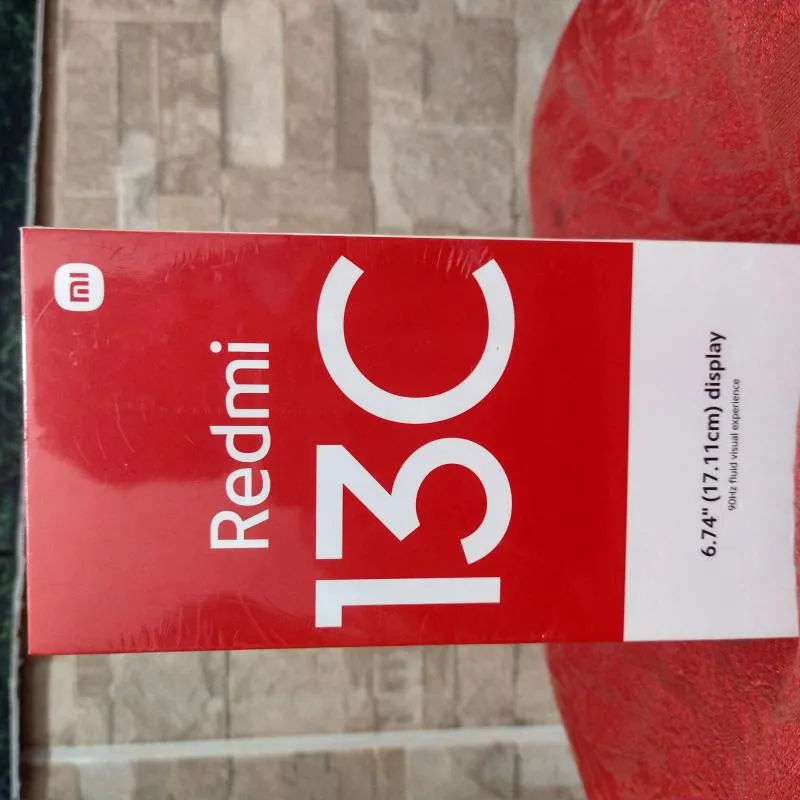 mi
Redmi
13C
6.74" (17.11cm) display
90Hz fluid visual experience